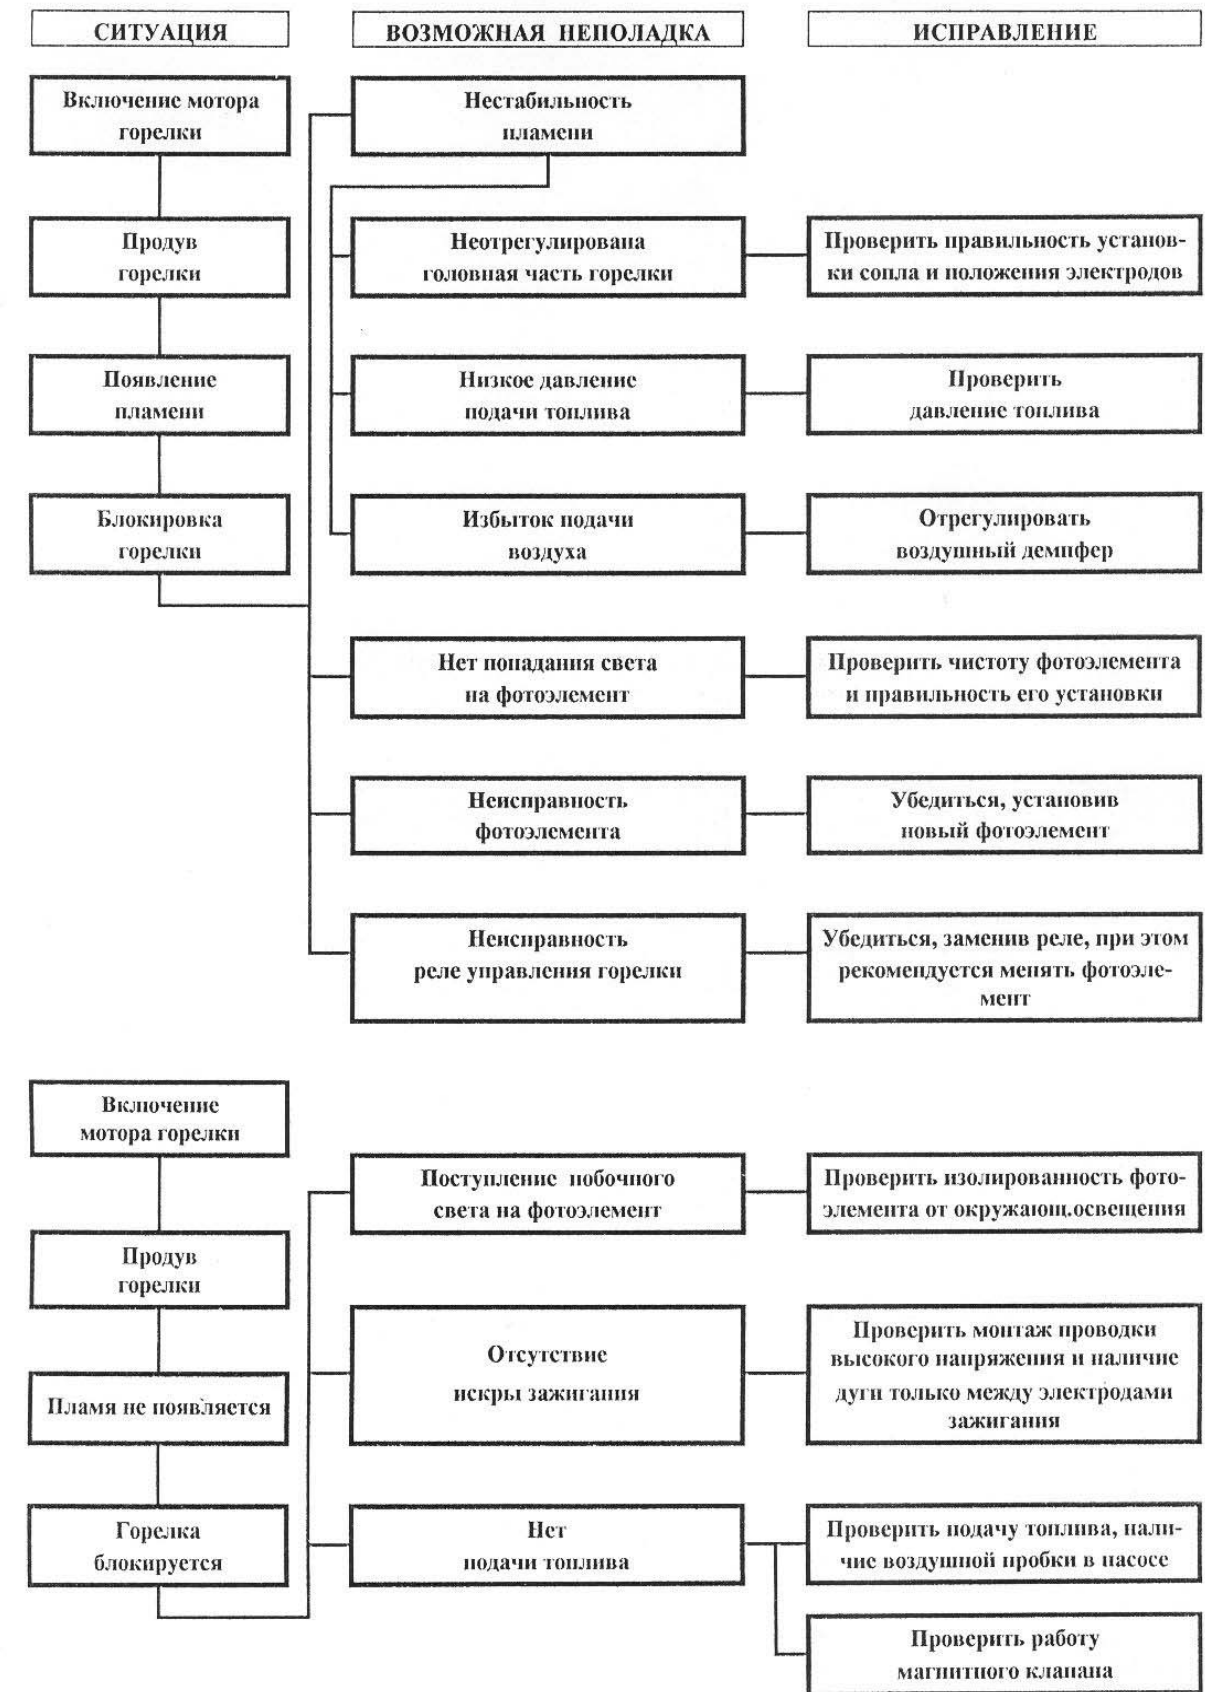 СИТУАЦИЯ
ВОЗМОЖНАЯ НЕПОЛАДКА
ИСПРАВЛЕНИЕ
Включение мотора
горелки
Нестабильность
пламени
Продув
горелки
Неотрегулирована
головная часть горелки
Проверить правильность установ-
ки сопла и положения электродов
Появление
пламени
Низкое давление
подачи топлива
Проверить
давление топлива
Блокировка
горелки
Избыток подачи
воздуха
Отрегулировать
воздушный демпфер
Нет попадания света
на фотоэлемент
Проверить чистоту фотоэлемента
и правильность его установки
Неисправность
фотоэлемента
Убедиться, установив
новый фотоэлемент
Неисправность
реле управления горелки
Убедиться, заменив реле, при этом
рекомендуется менять фотоэле-
мент
Включение
мотора горелки
Поступление побочного
света на фотоэлемент
Проверить изолированность фото-
элемента от окружающ.освещения
Продув
горелки
Отсутствие
искры зажигания
Проверить монтаж проводки
высокого напряжения и наличие
дуги только между электродами
зажигания
Пламя не появляется
Горелка
блокируется
Нет
подачи топлива
Проверить подачу топлива, нали-
чие воздушной пробки в насосе
Проверить работу
магнитного клапана